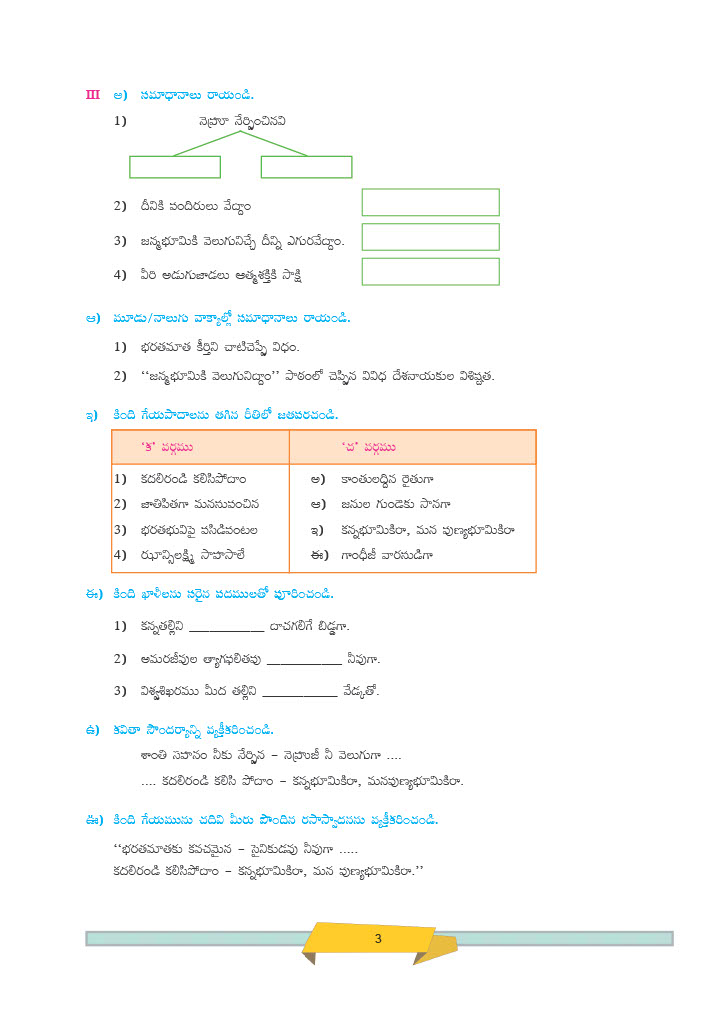 III అ) సమాధానాలు రాయండి.
1) నెహ్రూ నేర్పించినవి
2) దీనికి పందిరులు వేద్దాం
3) జన్మభూమికి వెలుగునిచ్చే దీన్ని ఎగురవేద్దాం.
4) వీరి అడుగుజాడలు ఆత్మశక్తికి సాక్షి
ఆ) మూడు/నాలుగు వాక్యాల్లో సమాధానాలు రాయండి.
1) భరతమాత కీర్తిని చాటిచెప్పే విధం.
2) ‘‘జన్మభూమికి వెలుగునిద్దాం’’ పాఠంలో చెప్పిన వివిధ దేశనాయకుల విశిష్టత.
ఇ) కింది గేయపాదాలను తగిన రీతిలో జతపరచండి.
‘క’ వర్గము ‘చ’ వర్గము
1) కదలిరండి కలిసిపోదాం అ) కాంతులద్దిన రైతుగా
2) జాతిపితగా మనసుపంచిన ఆ) జనుల గుండెకు సానగా
3) భరతభువిపై పసిడిపంటల ఇ) కన్నభూమికిరా, మన పుణ్యభూమికిరా
4) ఝాన్సిలక్ష్మి సాహసాలే ఈ) గాంధీజీ వారసుడిగా
ఈ) కింది ఖాళీలను సరైన పదములతో పూరించండి.
1) కన్నతల్లిని ___________ దాచగలిగే బిడ్డగా.
2) అమరజీవుల త్యాగఫలితవు ___________ నీవుగా.
3) విశ్వశిఖరము మీద తల్లిని ___________ వేడ్కతో.
ఉ) కవితా సౌందర్యాన్ని వ్యక్తీకరించండి.
శాంతి సహనం నీకు నేర్పిన – నెహ్రుజీ నీ వెలుగుగా ....
.... కదలిరండి కలిసి పోదాం – కన్నభూమికిరా, మనపుణ్యభూమికిరా.
ఊ) కింది గేయమును చదివి మీరు పొందిన రసాస్వాదనను వ్యక్తీకరించండి.
‘‘భరతమాతకు కవచమైన – సైనికుడవు నీవుగా .....
కదలిరండి కలిసిపోదాం – కన్నభూమికిరా, మన పుణ్యభూమికిరా.’’
3